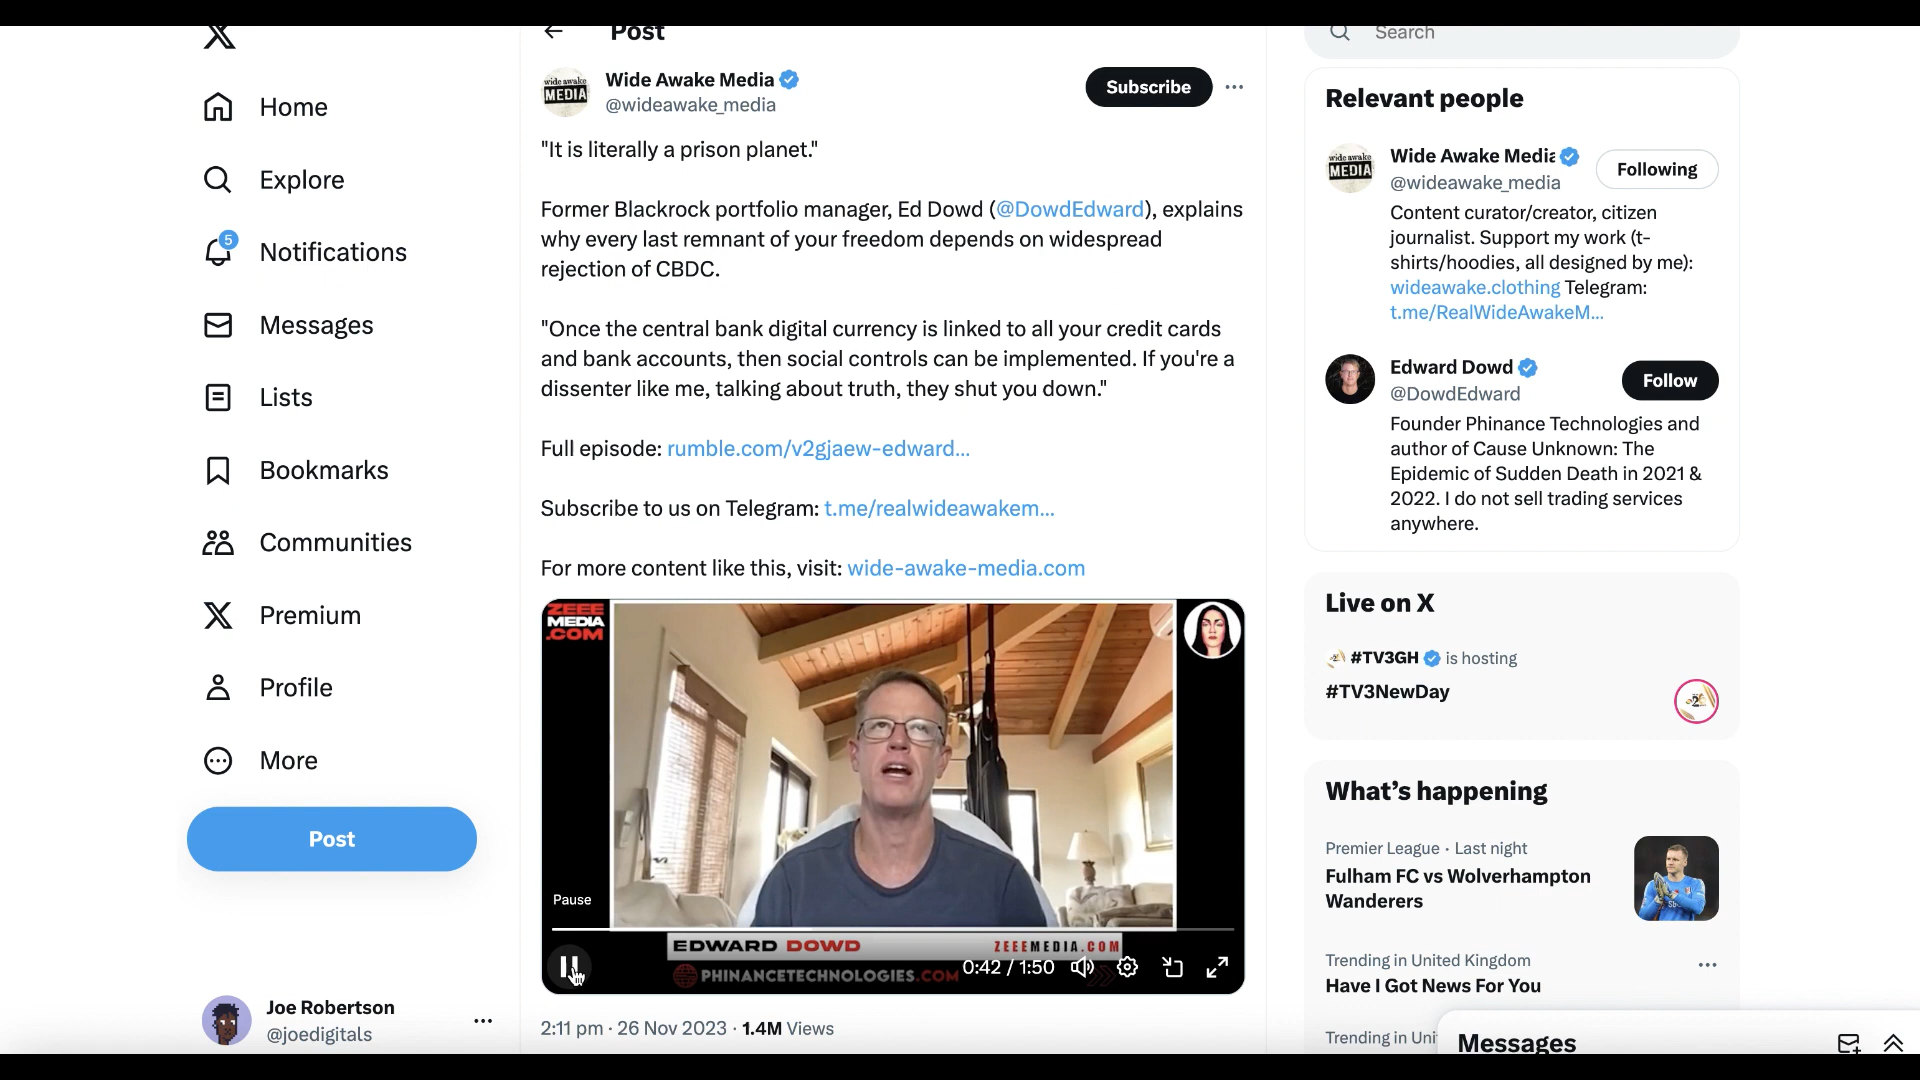 Post
Search
Home
Explore
5
Notifications
Messages
Lists
Bookmarks
Communities
Premium
Profile
More
Post
Joe Robertson
@joedigitals
wide awake
MEDIA
Wide Awake Media
@wideawake_media
Subscribe
"It is literally a prison planet."
Former Blackrock portfolio manager, Ed Dowd (@DowdEdward), explains
why every last remnant of your freedom depends on widespread
rejection of CBDC.
"Once the central bank digital currency is linked to all your credit cards
and bank accounts, then social controls can be implemented. If you're a
dissenter like me, talking about truth, they shut you down."
Full episode: rumble.com/v2gjaew-edward...
Subscribe to us on Telegram: t.me/realwideawakem...
For more content like this, visit: wide-awake-media.com
ZEEE
MEDIA
.COM
Pause
EDWARD DOWD
ZEEEMEDIA.COM
PHINANCETECHNOLOGIES.COM
0:42 / 1:50
2:11 pm · 26 Nov 2023 · 1.4M Views
Relevant people
wide awake
MEDIA
Wide Awake Media
@wideawake_media
Following
Content curator/creator, citizen
journalist. Support my work (t-
shirts/hoodies, all designed by me):
wideawake.clothing Telegram:
t.me/RealWideAwakeM...
Edward Dowd
@DowdEdward
Follow
Founder Phinance Technologies and
author of Cause Unknown: The
Epidemic of Sudden Death in 2021 &
2022. I do not sell trading services
anywhere.
Live on X
#TV3GH is hosting
#TV3NewDay
What's happening
Premier League · Last night
Fulham FC vs Wolverhampton
Wanderers
Trending in United Kingdom
Have I Got News For You
Trending in Uni
Messages